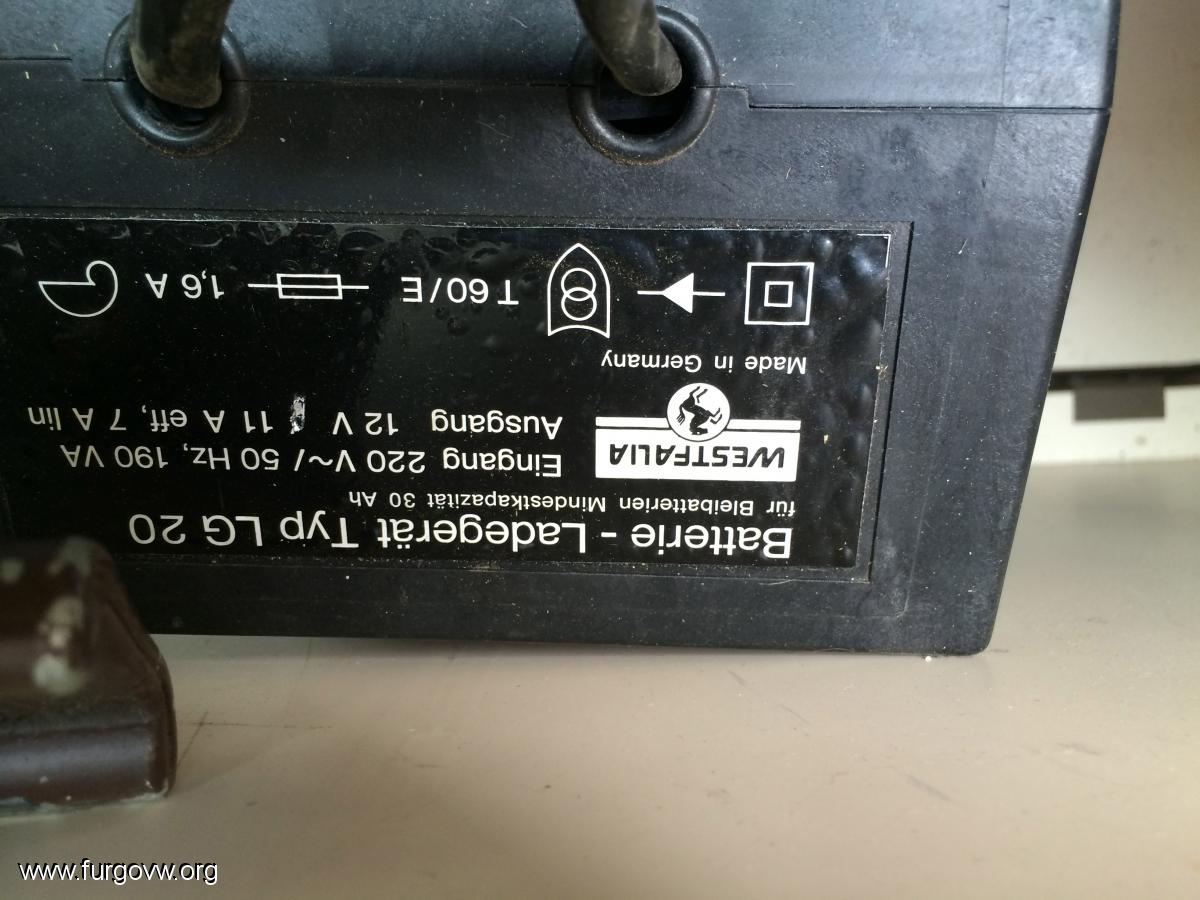 Batterie - Ladegerät Typ LG 20
für Bleibatterien Mindestkapazität 30 Ah
WESTFALIA
Eingang 220 V~/ 50 Hz, 190 VA
Ausgang 12 V / 11 A eff, 7 A lin
Made in Germany
T60/E 1,6 A
www.furgovw.org